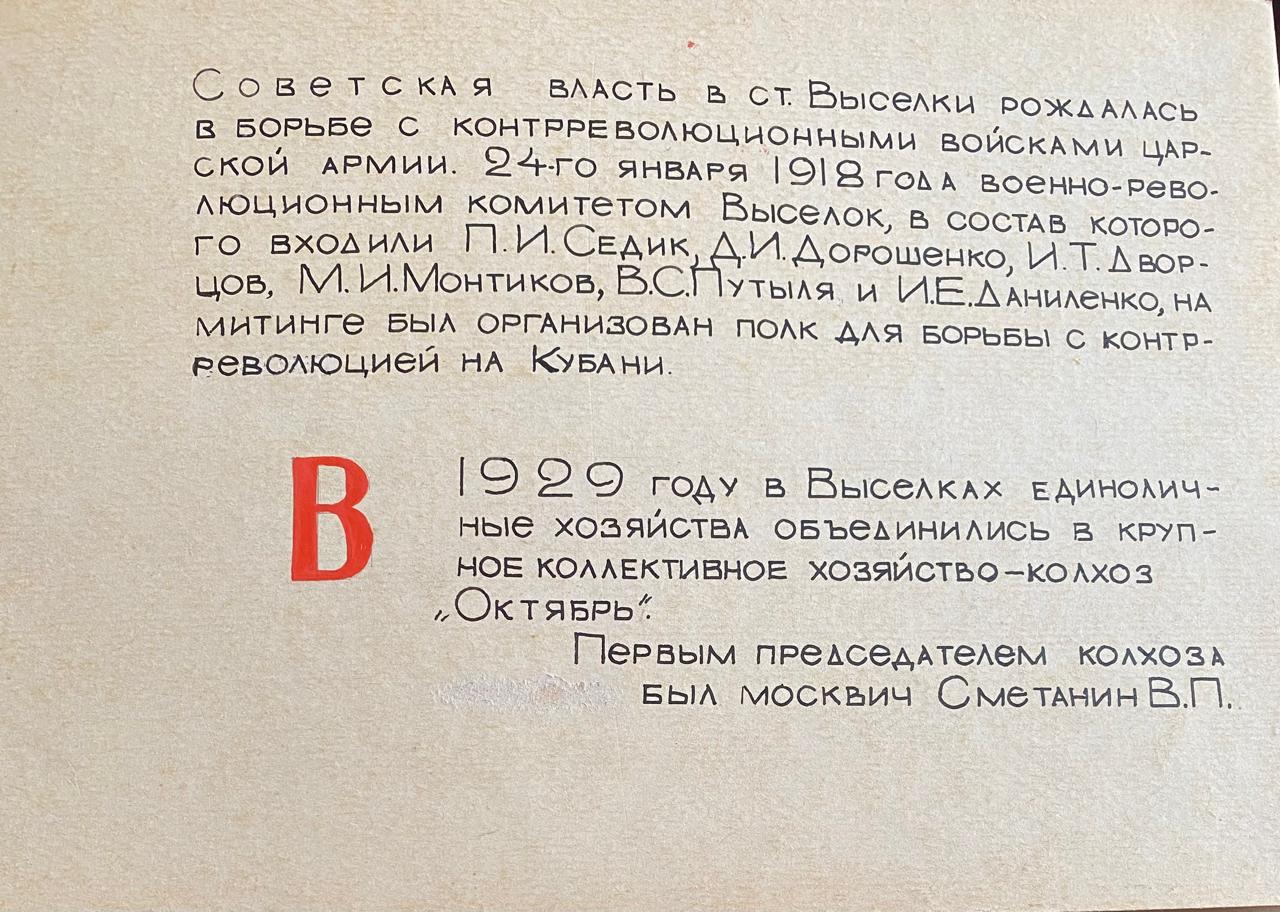 Советская власть в ст. Выселки рождалась
в борьбе с контрреволюционными войсками цар-
ской армии. 24-го января 1918 года военно-рево-
люционным комитетом Выселок, в состав которо-
го входили П.И. Седик, Д.И. Дорошенко, И.Т. Двор-
цов, М.И. Монтиков, В.С. Путыля и И.Е. Даниленко, на
митинге был организован полк для борьбы с контр-
революцией на Кубани.
В 1929 году в Выселках единолич-
ные хозяйства объединились в круп-
ное коллективное хозяйство-колхоз
„Октябрь".
Первым председателем колхоза
был москвич Сметанин В.П.